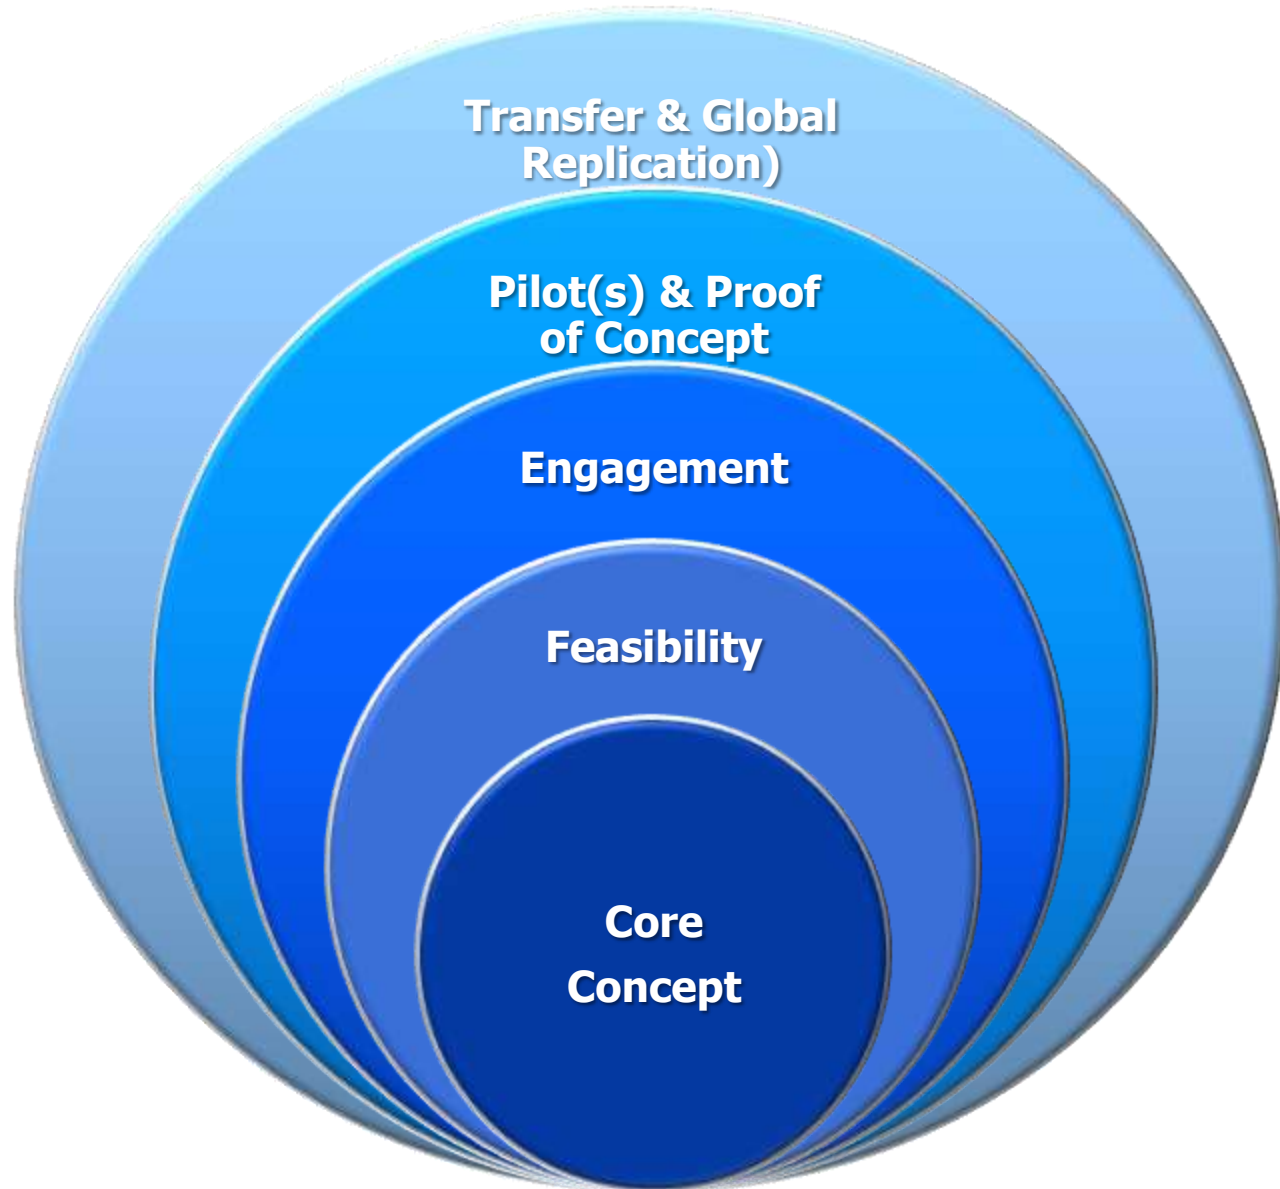 Transfer & Global
Replication)
Pilot(s) & Proof
of Concept
Engagement
Feasibility
Core
Concept